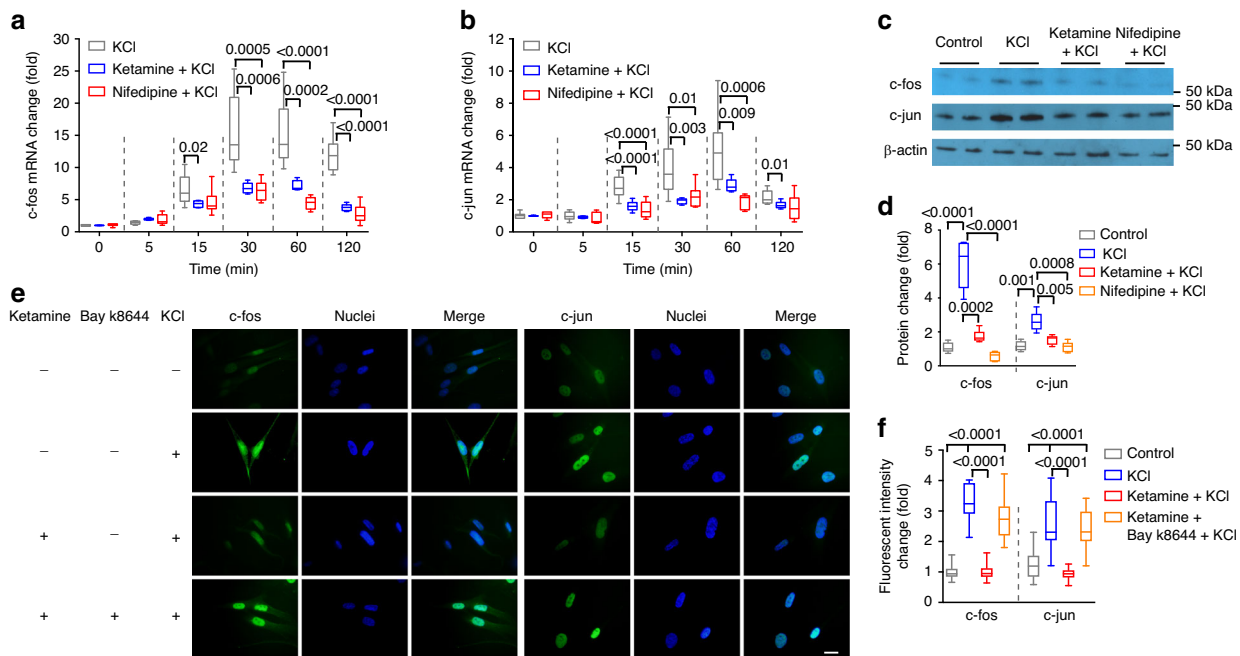 a
c-fos mRNA change (fold)
30
25
20
15
10
5
0
KCl
Ketamine + KCl
Nifedipine + KCl
0.02
0.0005
0.0006
<0.0001
0.0002
<0.0001
<0.0001
0 5 15 30 60 120
Time (min)
b
c-jun mRNA change (fold)
12
10
8
6
4
2
0
KCl
Ketamine + KCl
Nifedipine + KCl
<0.0001
<0.0001
0.01
0.003
0.0006
0.009
0.01
0 5 15 30 60 120
Time (min)
c
Control KCl Ketamine + KCl Nifedipine + KCl
c-fos
50 kDa
c-jun
50 kDa
β-actin
50 kDa
d
Protein change (fold)
8
6
4
2
0
<0.0001
<0.0001
0.0002
0.001
0.0008
0.005
Control
KCl
Ketamine + KCl
Nifedipine + KCl
c-fos c-jun
e
Ketamine Bay k8644 KCl c-fos Nuclei Merge c-jun Nuclei Merge
– – –
– – +
+ – +
+ + +
f
Fluorescent intensity
change (fold)
5
4
3
2
1
0
<0.0001
<0.0001
<0.0001
<0.0001
Control
KCl
Ketamine + KCl
Ketamine +
Bay k8644 + KCl
c-fos c-jun